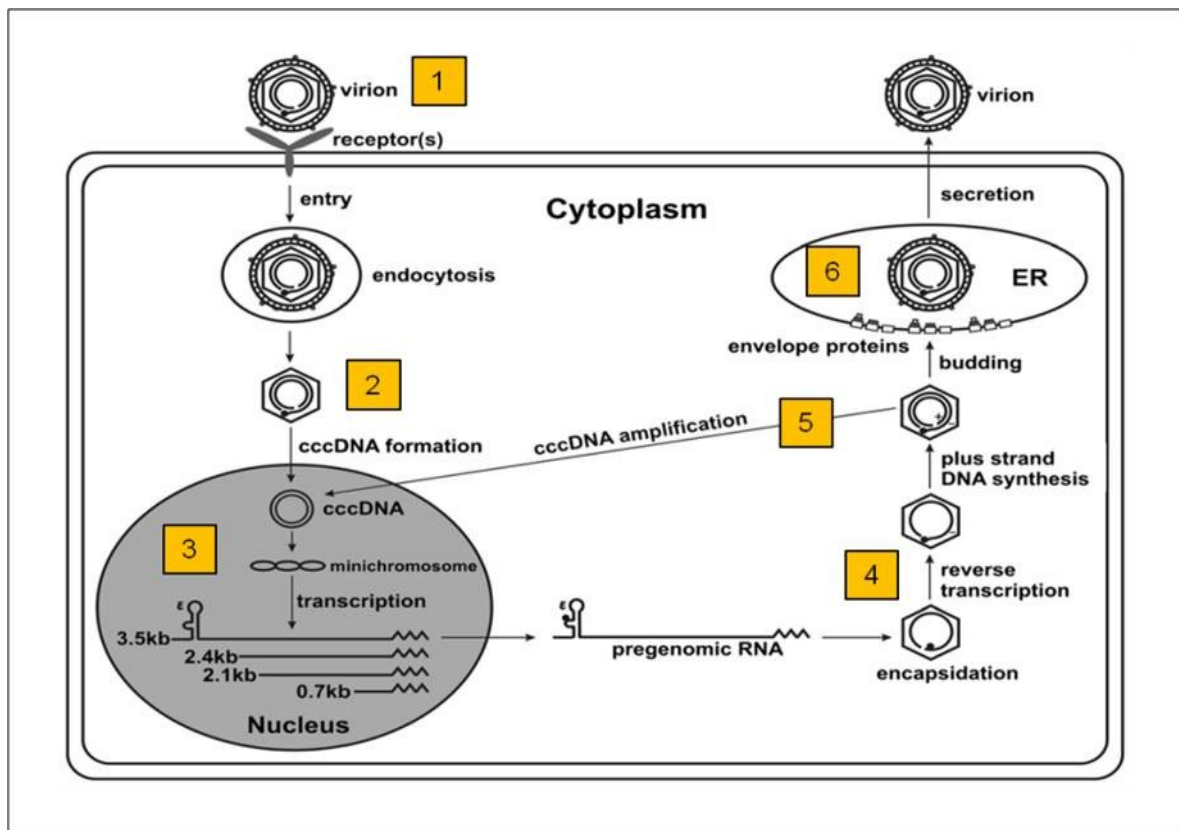 1
virion
receptor(s)
entry
Cytoplasm
endocytosis
2
cccDNA formation
cccDNA
3
minichromosome
transcription
ε
3.5kb
2.4kb
2.1kb
0.7kb
Nucleus
ε
pregenomic RNA
encapsidation
4
reverse
transcription
plus strand
DNA synthesis
+
−
−
5
cccDNA amplification
budding
envelope proteins
6
ER
secretion
virion